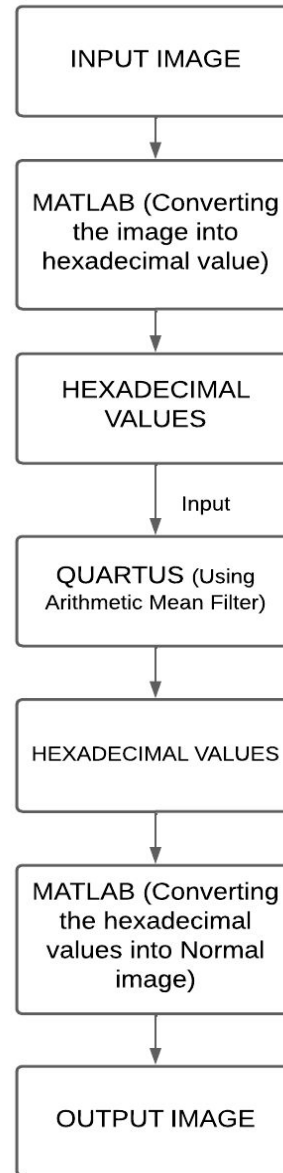 INPUT IMAGE
MATLAB (Converting
the image into
hexadecimal value)
HEXADECIMAL
VALUES
Input
QUARTUS (Using
Arithmetic Mean Filter)
HEXADECIMAL VALUES
MATLAB (Converting
the hexadecimal
values into Normal
image)
OUTPUT IMAGE